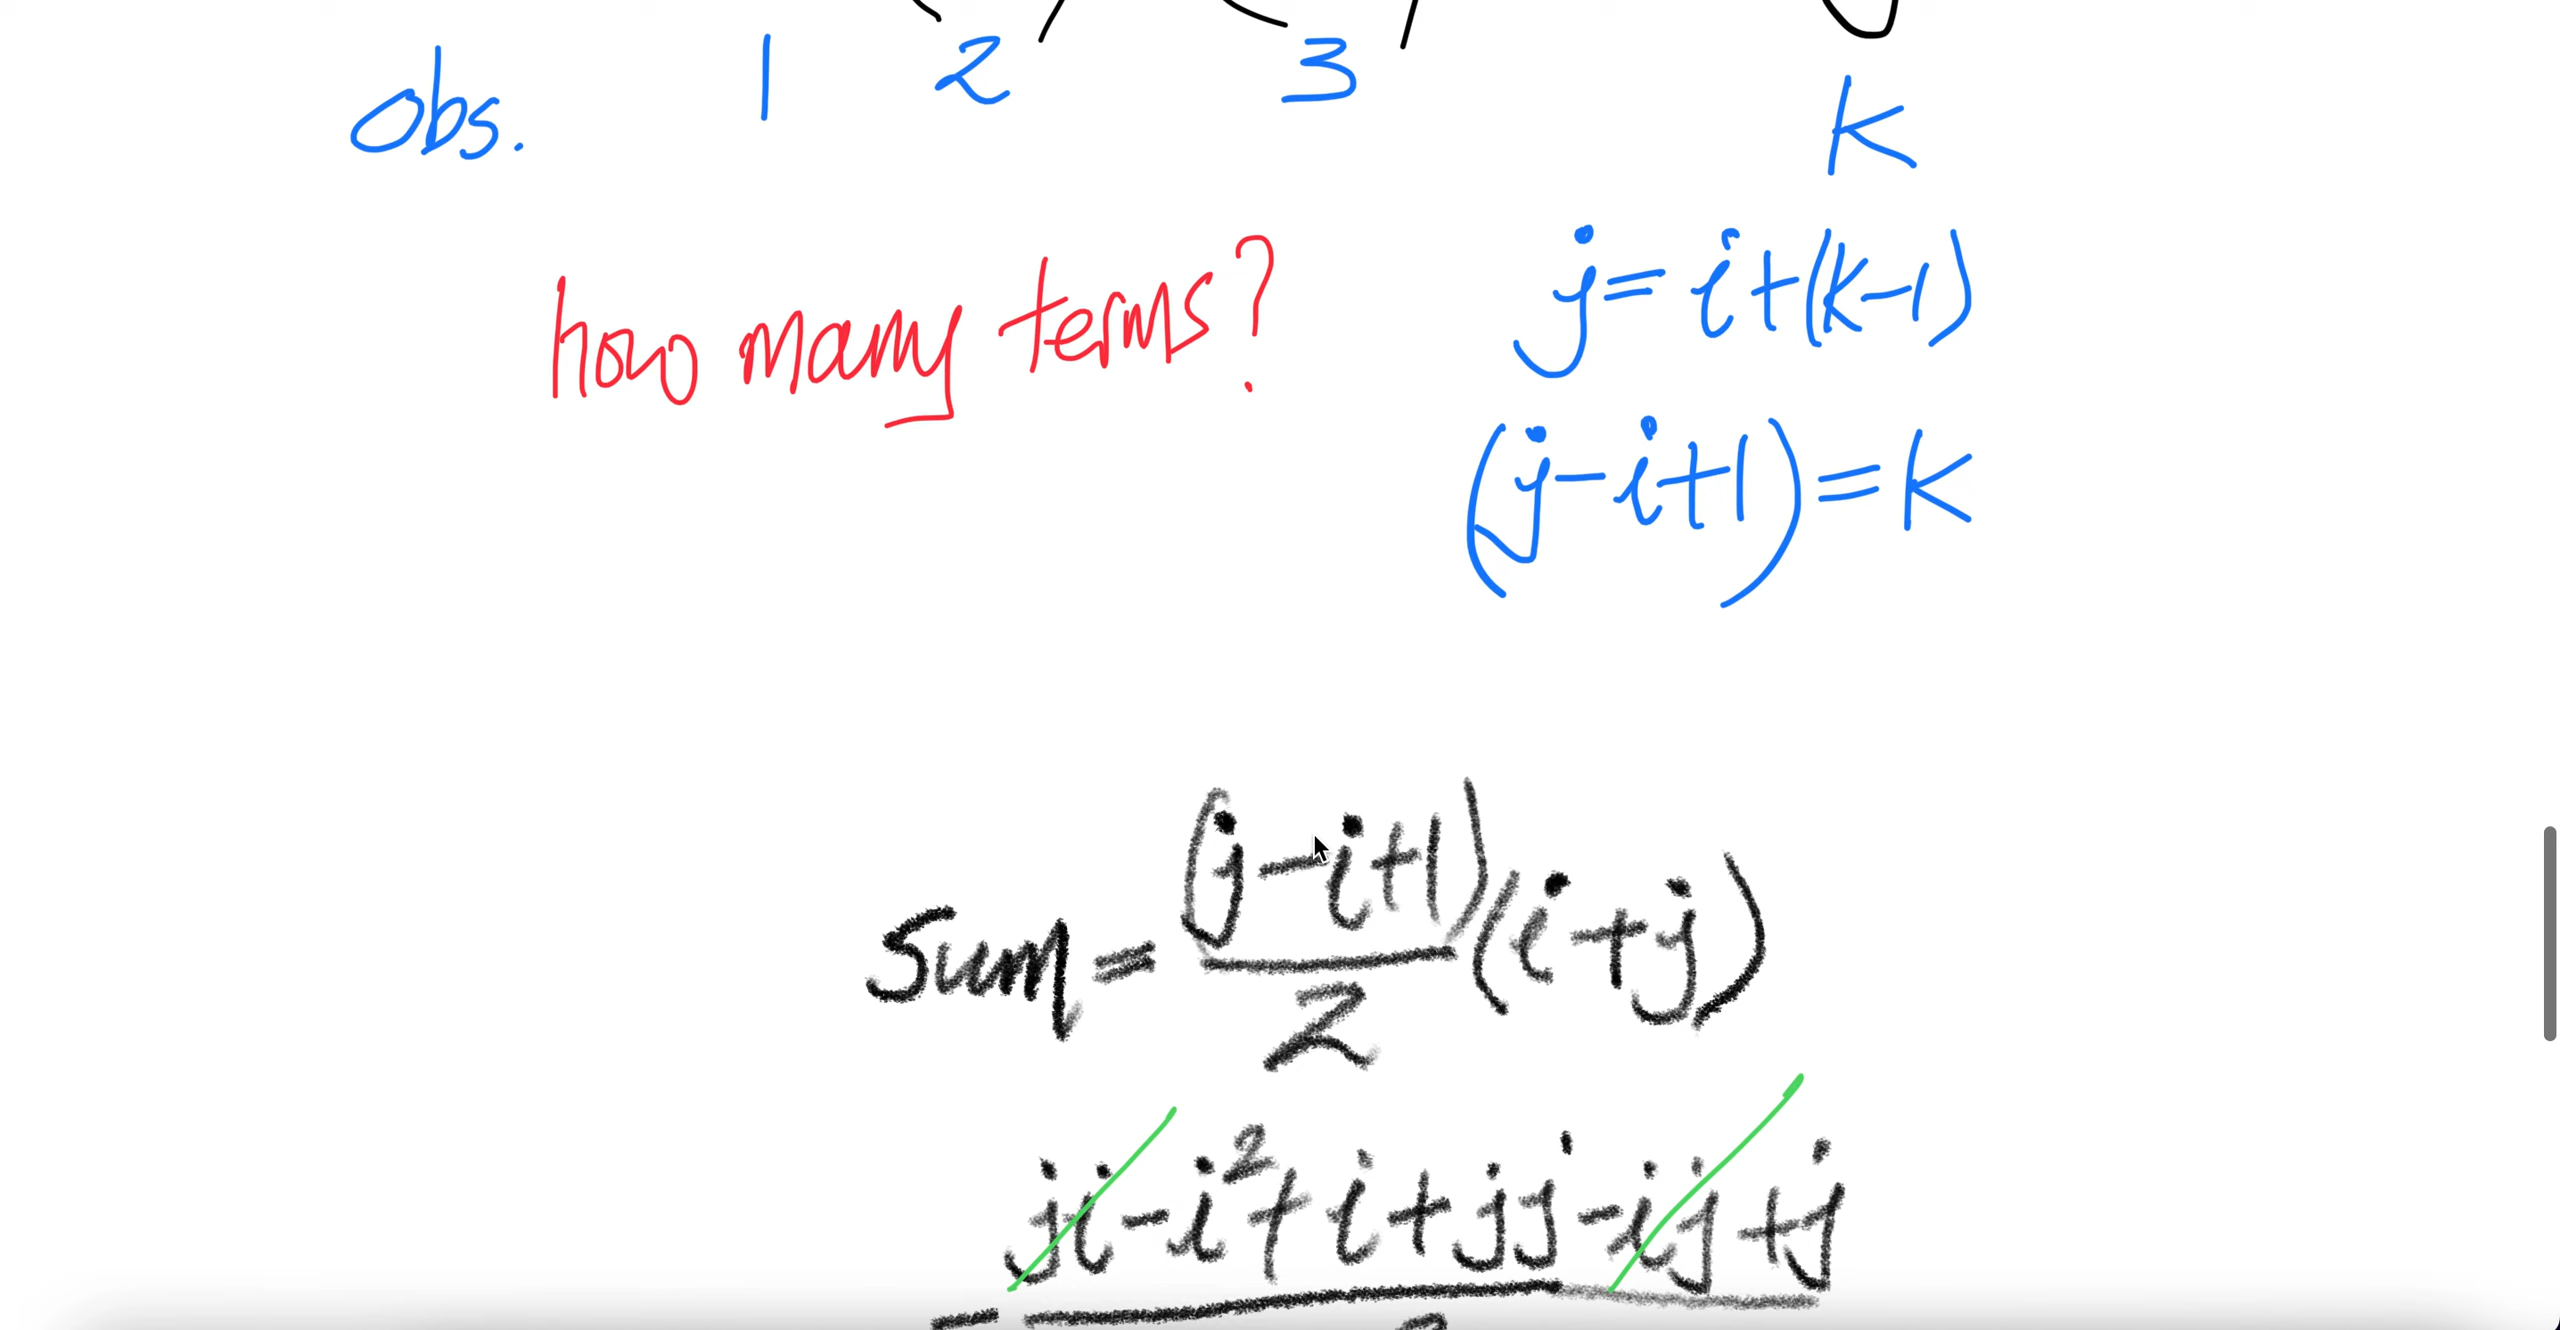 obs. 1 2 3 k
how many terms?
j = i+(k-1)
(j-i+1) = k
Sum = (j-i+1)/2 (i+j)
ji - i² + i + jj - ij + j
=